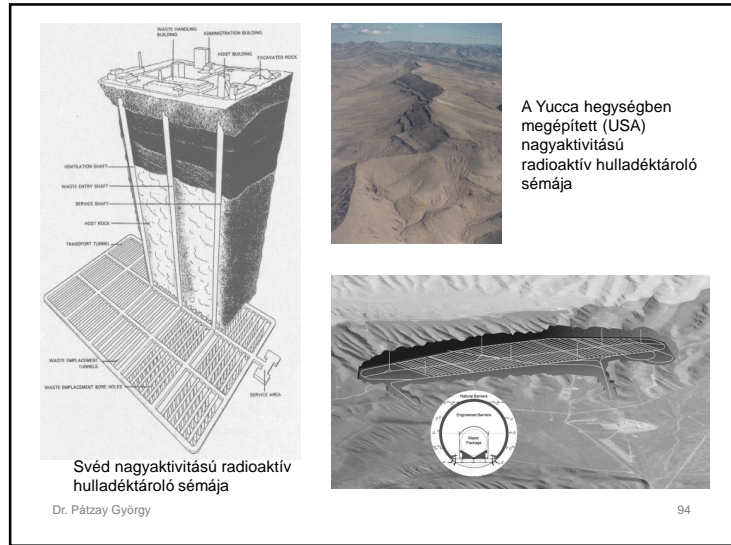 WASTE HANDLING
BUILDING
ADMINISTRATION BUILDING
HOIST BUILDING
EXCAVATED ROCK
VENTILATION SHAFT
WASTE ENTRY SHAFT
SERVICE SHAFT
HOST ROCK
TRANSPORT TUNNEL
WASTE EMPLACEMENT
TUNNELS
WASTE EMPLACEMENT BORE HOLES
SERVICE AREA
Svéd nagyaktivitású radioaktív
hulladéktároló sémája
A Yucca hegységben
megépített (USA)
nagyaktivitású
radioaktív hulladéktároló
sémája
Natural Barriers
Engineered Barriers
Waste
Package
Dr. Pátzay György
94